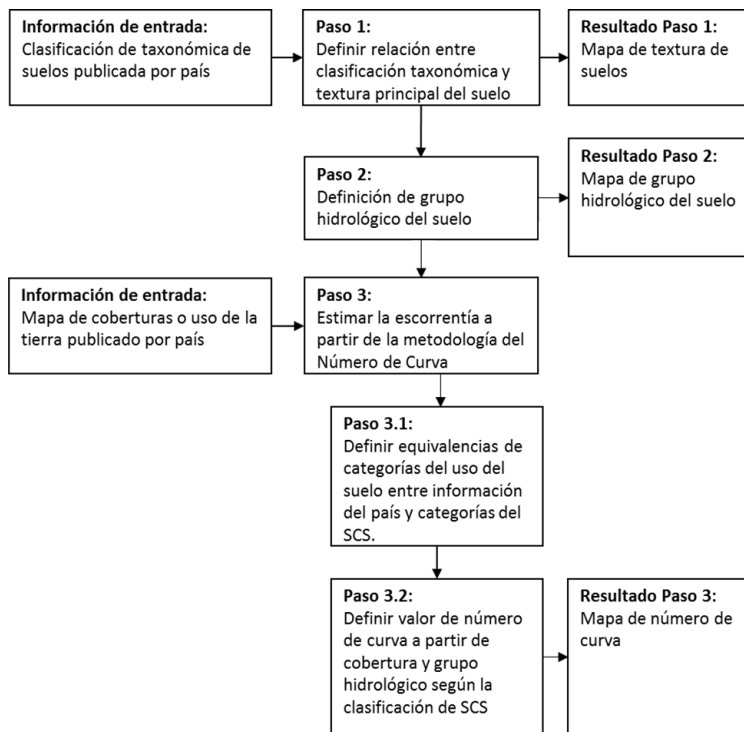 Información de entrada:
Clasificación de taxonómica de
suelos publicada por país
Paso 1:
Definir relación entre
clasificación taxonómica y
textura principal del suelo
Resultado Paso 1:
Mapa de textura de
suelos
Paso 2:
Definición de grupo
hidrológico del suelo
Resultado Paso 2:
Mapa de grupo
hidrológico del suelo
Información de entrada:
Mapa de coberturas o uso de la
tierra publicado por país
Paso 3:
Estimar la escorrentía a
partir de la metodología del
Número de Curva
Paso 3.1:
Definir equivalencias de
categorías del uso del
suelo entre información
del país y categorías del
SCS.
Paso 3.2:
Definir valor de número
de curva a partir de
cobertura y grupo
hidrológico según la
clasificación de SCS
Resultado Paso 3:
Mapa de número de
curva